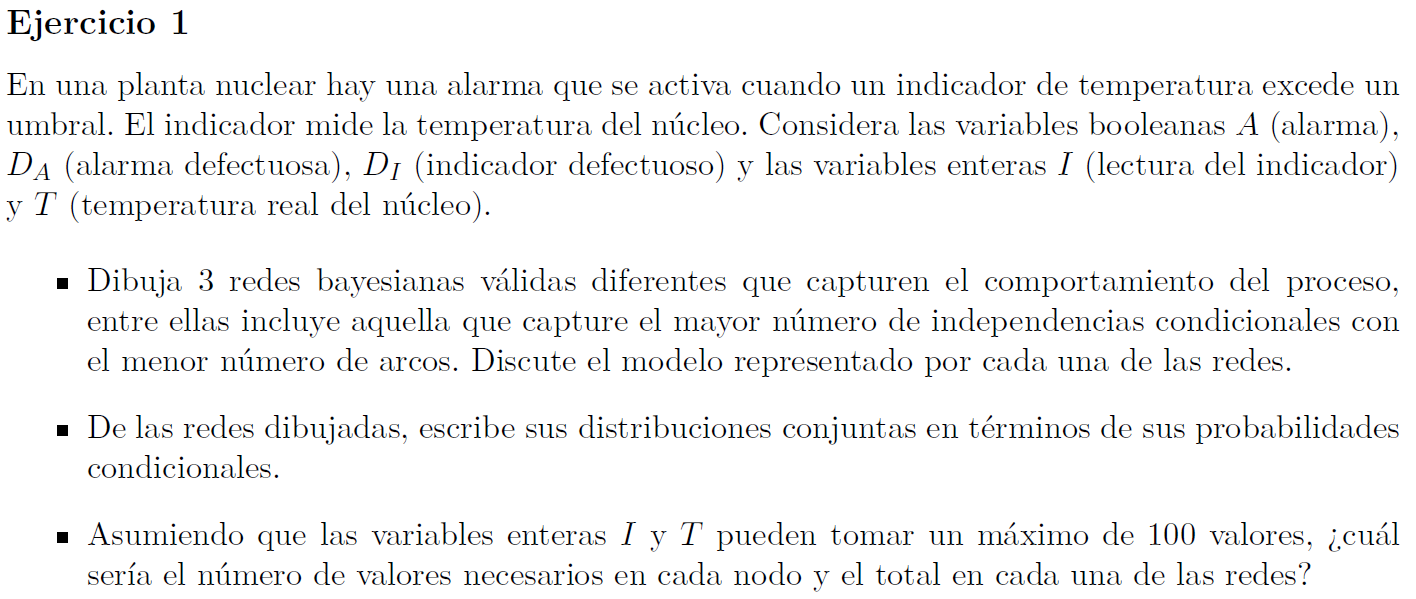 Ejercicio 1
En una planta nuclear hay una alarma que se activa cuando un indicador de temperatura excede un
umbral. El indicador mide la temperatura del núcleo. Considera las variables booleanas A (alarma),
D_A (alarma defectuosa), D_I (indicador defectuoso) y las variables enteras I (lectura del indicador)
y T (temperatura real del núcleo).
▪ Dibuja 3 redes bayesianas válidas diferentes que capturen el comportamiento del proceso,
entre ellas incluye aquella que capture el mayor número de independencias condicionales con
el menor número de arcos. Discute el modelo representado por cada una de las redes.
▪ De las redes dibujadas, escribe sus distribuciones conjuntas en términos de sus probabilidades
condicionales.
▪ Asumiendo que las variables enteras I y T pueden tomar un máximo de 100 valores, ¿cuál
sería el número de valores necesarios en cada nodo y el total en cada una de las redes?